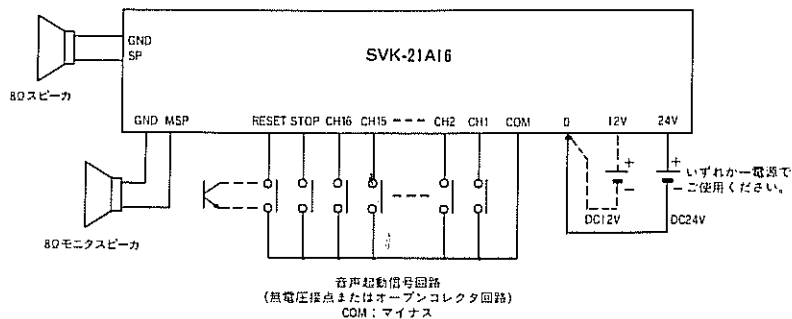 SVK-21A16
GND
SP
8Ωスピーカ
GND MSP RESET STOP CH16 CH15 CH2 CH1 COM 0 12V 24V
8Ωモニタスピーカ
+
−
+
−
いずれか一電源で
ご使用ください。
DC12V
DC24V
音声起動信号回路
(無電圧接点またはオープンコレクタ回路)
COM:マイナス